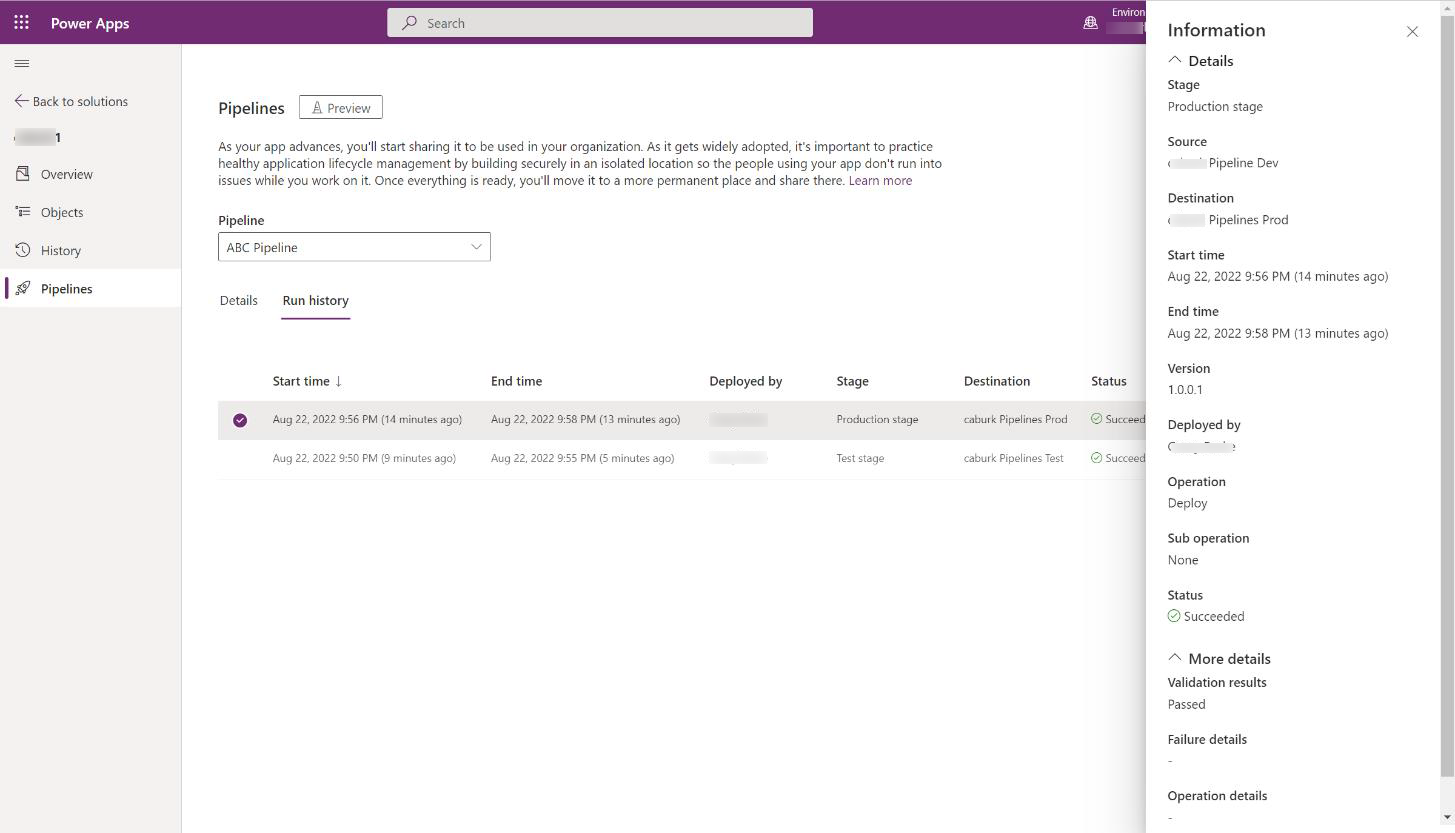 Power Apps
Search
Environ
Back to solutions
1
Overview
Objects
History
Pipelines
Pipelines
Preview
As your app advances, you'll start sharing it to be used in your organization. As it gets widely adopted, it's important to practice
healthy application lifecycle management by building securely in an isolated location so the people using your app don't run into
issues while you work on it. Once everything is ready, you'll move it to a more permanent place and share there. Learn more
Pipeline
ABC Pipeline
Details Run history
Start time ↓ End time Deployed by Stage Destination Status
Aug 22, 2022 9:56 PM (14 minutes ago) Aug 22, 2022 9:58 PM (13 minutes ago) Production stage caburk Pipelines Prod Succeed
Aug 22, 2022 9:50 PM (9 minutes ago) Aug 22, 2022 9:55 PM (5 minutes ago) Test stage caburk Pipelines Test Succeed
Information
Details
Stage
Production stage
Source
Pipeline Dev
Destination
Pipelines Prod
Start time
Aug 22, 2022 9:56 PM (14 minutes ago)
End time
Aug 22, 2022 9:58 PM (13 minutes ago)
Version
1.0.0.1
Deployed by
Operation
Deploy
Sub operation
None
Status
Succeeded
More details
Validation results
Passed
Failure details
-
Operation details
-